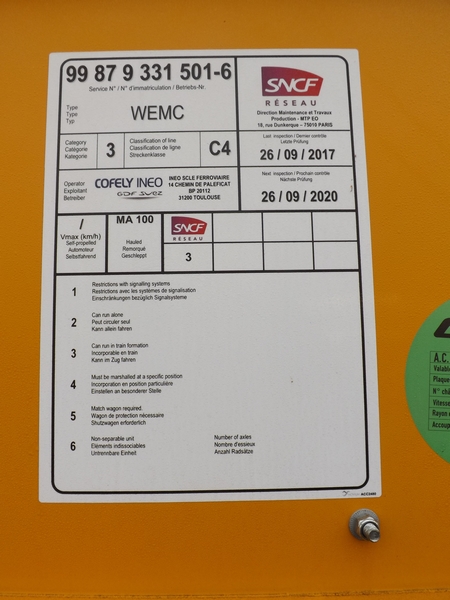 99 87 9 331 501-6
Service N° / N° d'immatriculation / Betriebs-Nr.
SNCF
RÉSEAU
Direction Maintenance et Travaux
Production - MTP EO
18, rue Dunkerque – 75010 PARIS
Type
Type
Typ
WEMC
Category
Catégorie
Kategorie
3
Classification of line
Classification de ligne
Streckenklasse
C4
Last inspection / Dernier contrôle
Letzte Prüfung
26 / 09 / 2017
Operator
Exploitant
Betreiber
COFELY INEO
GDF SUEZ
INEO SCLE FERROVIAIRE
14 CHEMIN DE PALEFICAT
BP 20112
31200 TOULOUSE
Next inspection / Prochain contrôle
Nächste Prüfung
26 / 09 / 2020
/
Vmax (km/h)
Self-propelled
Automoteur
Selbstfahrend
MA 100
Hauled
Remorqué
Geschleppt
SNCF
RÉSEAU
3
1
Restrictions with signalling systems
Restrictions avec les systèmes de signalisation
Einschränkungen bezüglich Signalsysteme
2
Can run alone
Peut circuler seul
Kann allein fahren
3
Can run in train formation
Incorporable en train
Kann im Zug fahren
4
Must be marshalled at a specific position
Incorporation en position particulière
Einstellen an besonderer Stelle
5
Match wagon required.
Wagon de protection nécessaire
Shutzwagen erforderlich
6
Non-separable unit
Eléments indissociables
Untrennbare Einheit
Number of axles
Nombre d'essieux
Anzahl Radsätze
A.C.
Plaque
N° ch